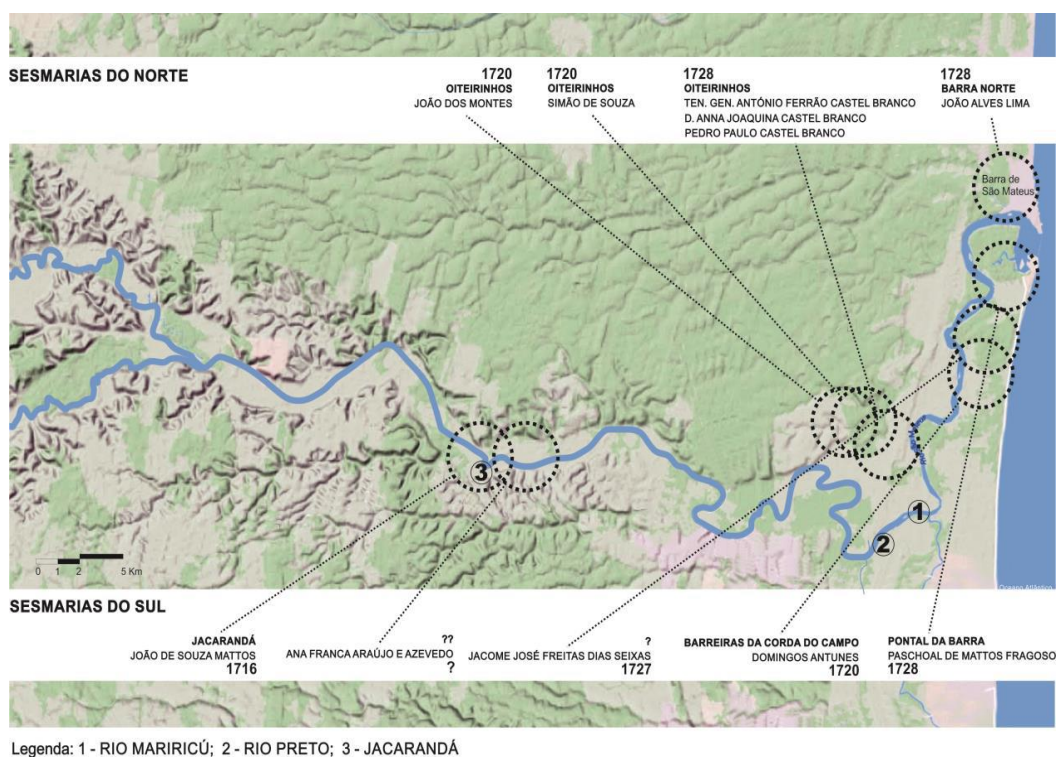 SESMARIAS DO NORTE
1720
OITEIRINHOS
JOÃO DOS MONTES
1720
OITEIRINHOS
SIMÃO DE SOUZA
1728
OITEIRINHOS
TEN. GEN. ANTÓNIO FERRÃO CASTEL BRANCO
D. ANNA JOAQUINA CASTEL BRANCO
PEDRO PAULO CASTEL BRANCO
1728
BARRA NORTE
JOÃO ALVES LIMA
Barra de
São Mateus
3
1
2
0 1 2 5 Km
Oceano Atlântico
SESMARIAS DO SUL
JACARANDÁ
JOÃO DE SOUZA MATTOS
1716
??
ANA FRANCA ARAÚJO E AZEVEDO
?
?
JACOME JOSÉ FREITAS DIAS SEIXAS
1727
BARREIRAS DA CORDA DO CAMPO
DOMINGOS ANTUNES
1720
PONTAL DA BARRA
PASCHOAL DE MATTOS FRAGOSO
1728
Legenda: 1 - RIO MARIRICÚ; 2 - RIO PRETO; 3 - JACARANDÁ